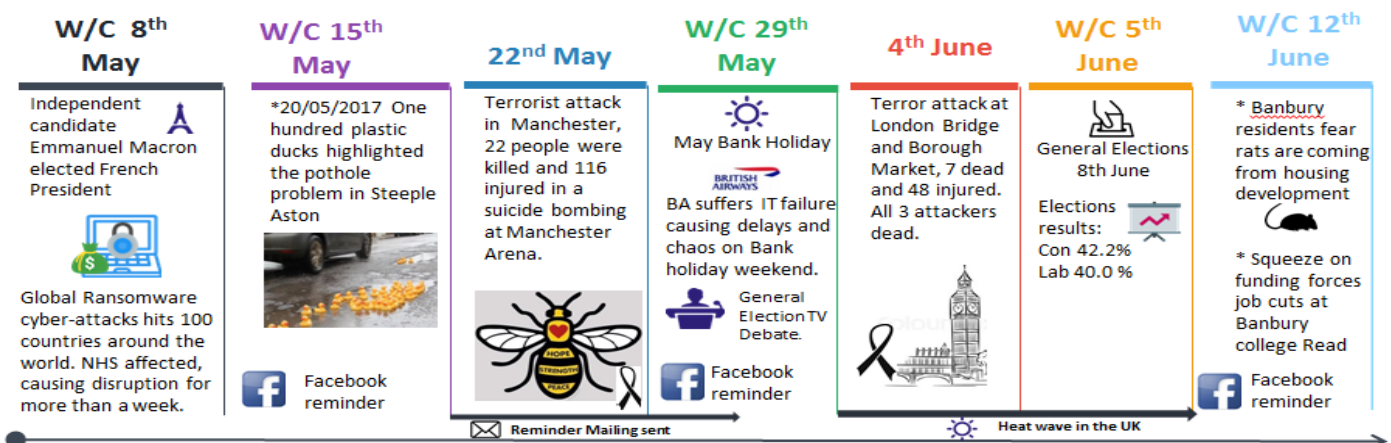 W/C 8th
May
Independent
candidate
Emmanuel Macron
elected French
President
$
Global Ransomware
cyber-attacks hits 100
countries around the
world. NHS affected,
causing disruption for
more than a week.
W/C 15th
May
*20/05/2017 One
hundred plastic
ducks highlighted
the pothole
problem in Steeple
Aston
f
Facebook
reminder
22nd May
Terrorist attack
in Manchester,
22 people were
killed and 116
injured in a
suicide bombing
at Manchester
Arena.
HOPE
STRENGTH
PEACE
W/C 29th
May
May Bank Holiday
BRITISH
AIRWAYS
BA suffers IT failure
causing delays and
chaos on Bank
holiday weekend.
General
Election TV
Debate.
f
Facebook
reminder
Reminder Mailing sent
4th June
Terror attack at
London Bridge
and Borough
Market, 7 dead
and 48 injured.
All 3 attackers
dead.
W/C 5th
June
General Elections
8th June
Elections
results:
Con 42.2%
Lab 40.0 %
Heat wave in the UK
W/C 12th
June
* Banbury
residents fear
rats are coming
from housing
development
* Squeeze on
funding forces
job cuts at
Banbury
college Read
f
Facebook
reminder